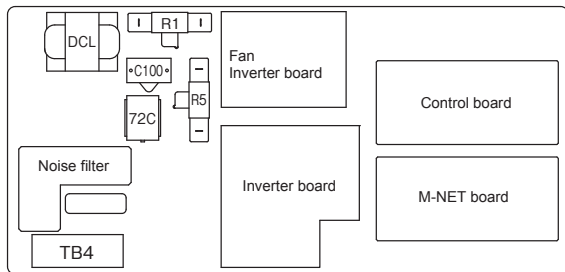 DCL
R1
Fan
Inverter board
C100
R5
72C
Control board
Noise filter
Inverter board
M-NET board
TB4